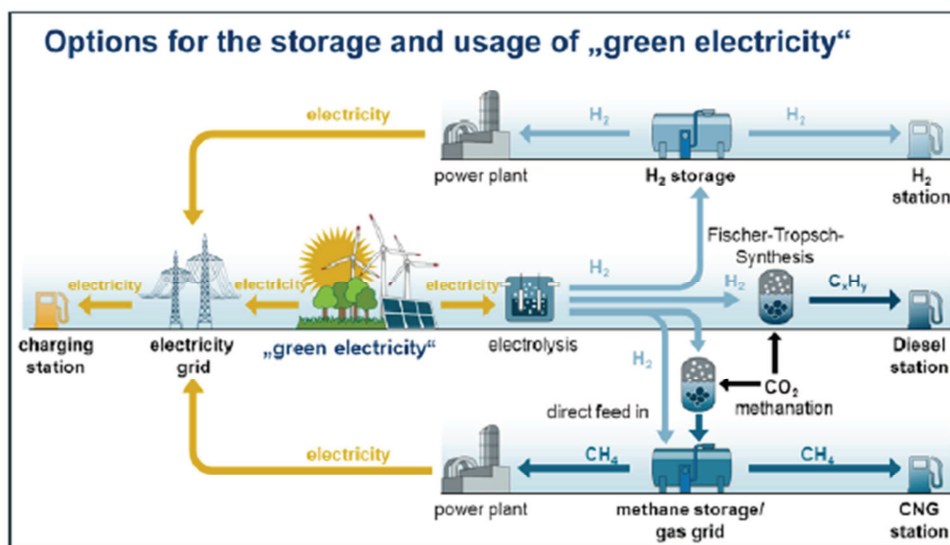 Options for the storage and usage of „green electricity“
electricity
H₂
H₂
power plant
H₂ storage
H₂
station
Fischer-Tropsch-
Synthesis
electricity
electricity
electricity
H₂
H₂
CₓHᵧ
charging
station
electricity
grid
„green electricity“
electrolysis
Diesel
station
H₂
CO₂
methanation
direct feed in
electricity
CH₄
CH₄
power plant
methane storage/
gas grid
CNG
station